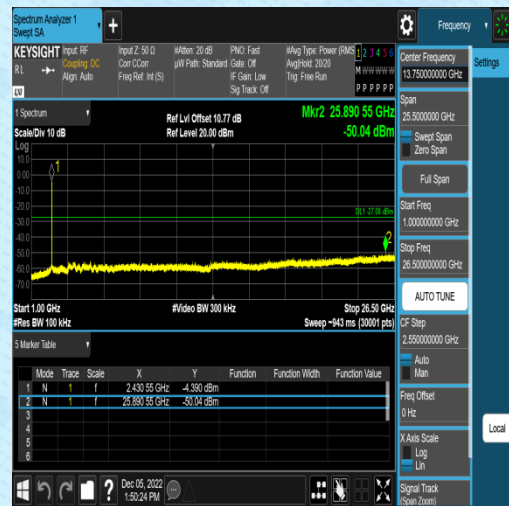 Spectrum Analyzer 1
Swept SA
Frequency
KEYSIGHT
Input: RF
Input Z: 50 Ω
#Atten: 20 dB
PNO: Fast
#Avg Type: Power (RMS
1 2 3 4 5 6
RL
Coupling: DC
Corr CCorr
µW Path: Standard
Gate: Off
Avg|Hold: 20/20
M W W W W W
Align: Auto
Freq Ref: Int (S)
IF Gain: Low
Trig: Free Run
Sig Track: Off
P P P P P P
LXI
1 Spectrum
Scale/Div 10 dB
Ref Lvl Offset 10.77 dB
Ref Level 20.00 dBm
Mkr2 25.890 55 GHz
-50.04 dBm
Log
10.0
0.00
-10.0
-20.0
-30.0
-40.0
-50.0
-60.0
-70.0
1
DL1 -27.08 dBm
2
Start 1.00 GHz
#Video BW 300 kHz
Stop 26.50 GHz
#Res BW 100 kHz
Sweep ~943 ms (30001 pts)
5 Marker Table
Mode Trace Scale X Y Function Function Width Function Value
1 N 1 f 2.430 55 GHz -4.390 dBm
2 N 1 f 25.890 55 GHz -50.04 dBm
3
4
5
6
Dec 05, 2022
1:50:24 PM
Center Frequency
13.750000000 GHz
Settings
Span
25.5000000 GHz
Swept Span
Zero Span
Full Span
Start Freq
1.000000000 GHz
Stop Freq
26.500000000 GHz
AUTO TUNE
CF Step
2.550000000 GHz
Auto
Man
Freq Offset
0 Hz
Local
X Axis Scale
Log
Lin
Signal Track
(Span Zoom)